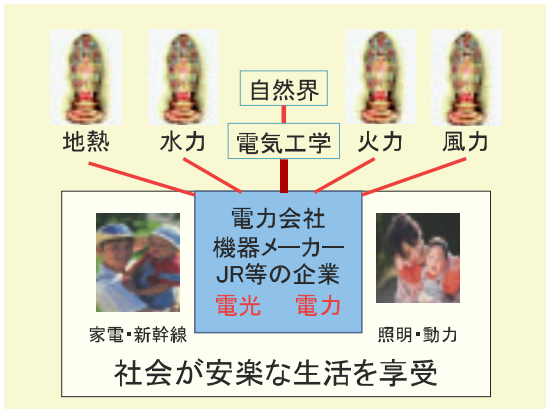 自然界
地熱
水力
電気工学
火力
風力
電力会社
機器メーカー
JR等の企業
電光 電力
家電・新幹線
照明・動力
社会が安楽な生活を享受